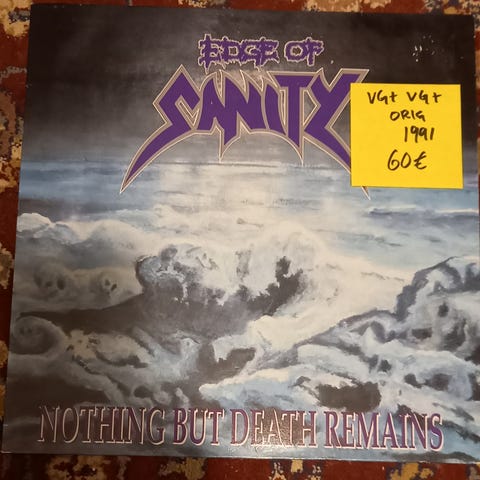 EDGE OF
SANITY
VG+ VG+
ORIG
1991
60€
NOTHING BUT DEATH REMAINS